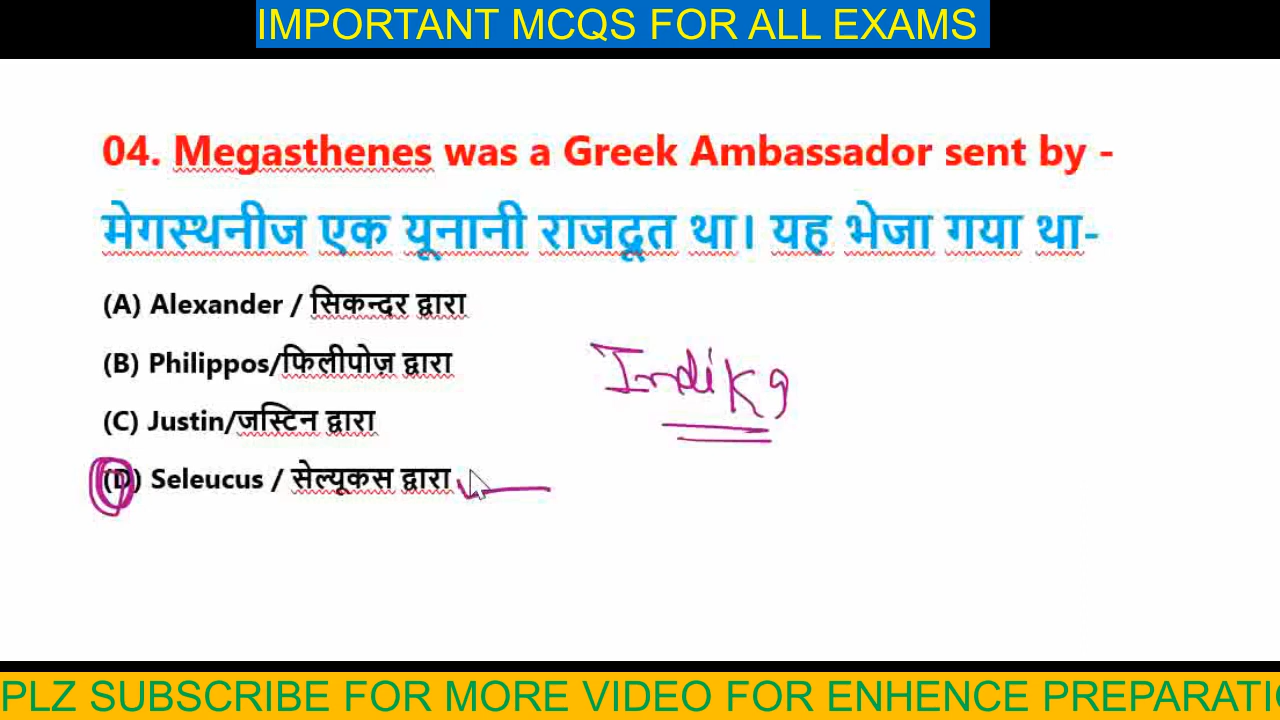 IMPORTANT MCQS FOR ALL EXAMS
04. Megasthenes was a Greek Ambassador sent by -
मेगस्थनीज एक यूनानी राजदूत था। यह भेजा गया था-
(A) Alexander / सिकन्दर द्वारा
(B) Philippos/फिलीपोज़ द्वारा
Indika
(C) Justin/जस्टिन द्वारा
(D) Seleucus / सेल्यूकस द्वारा
PLZ SUBSCRIBE FOR MORE VIDEO FOR ENHENCE PREPARATIO